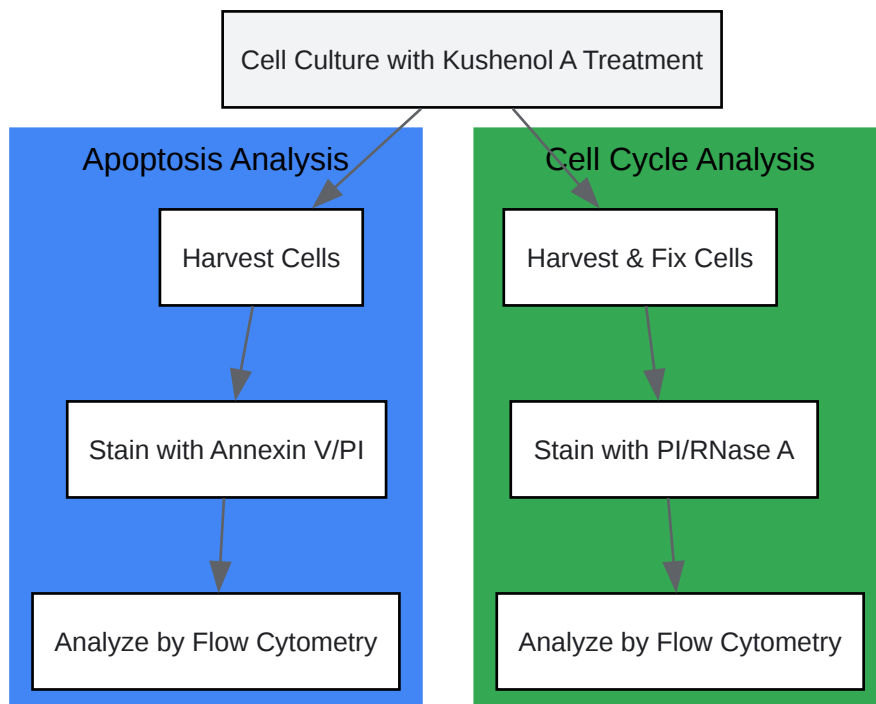 Cell Culture with Kushenol A Treatment
Apoptosis Analysis
Harvest Cells
Stain with Annexin V/PI
Analyze by Flow Cytometry
Cell Cycle Analysis
Harvest & Fix Cells
Stain with PI/RNase A
Analyze by Flow Cytometry